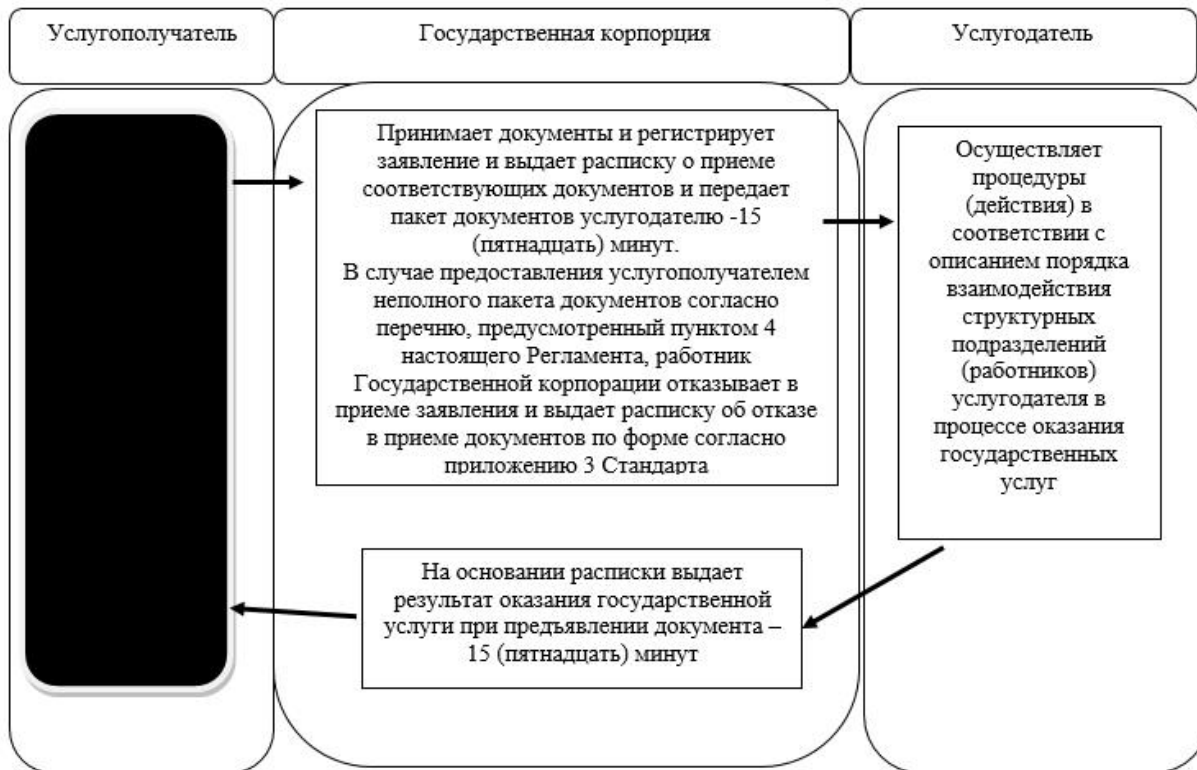 Услугополучатель
Государственная корпорция
Услугодатель
Принимает документы и регистрирует
заявление и выдает расписку о приеме
соответствующих документов и передает
пакет документов услугодателю -15
(пятнадцать) минут.
В случае предоставления услугополучателем
неполного пакета документов согласно
перечню, предусмотренный пунктом 4
настоящего Регламента, работник
Государственной корпорации отказывает в
приеме заявления и выдает расписку об отказе
в приеме документов по форме согласно
приложению 3 Стандарта
Осуществляет
процедуры
(действия) в
соответствии с
описанием порядка
взаимодействия
структурных
подразделений
(работников)
услугодателя в
процессе оказания
государственных
услуг
На основании расписки выдает
результат оказания государственной
услуги при предъявлении документа –
15 (пятнадцать) минут